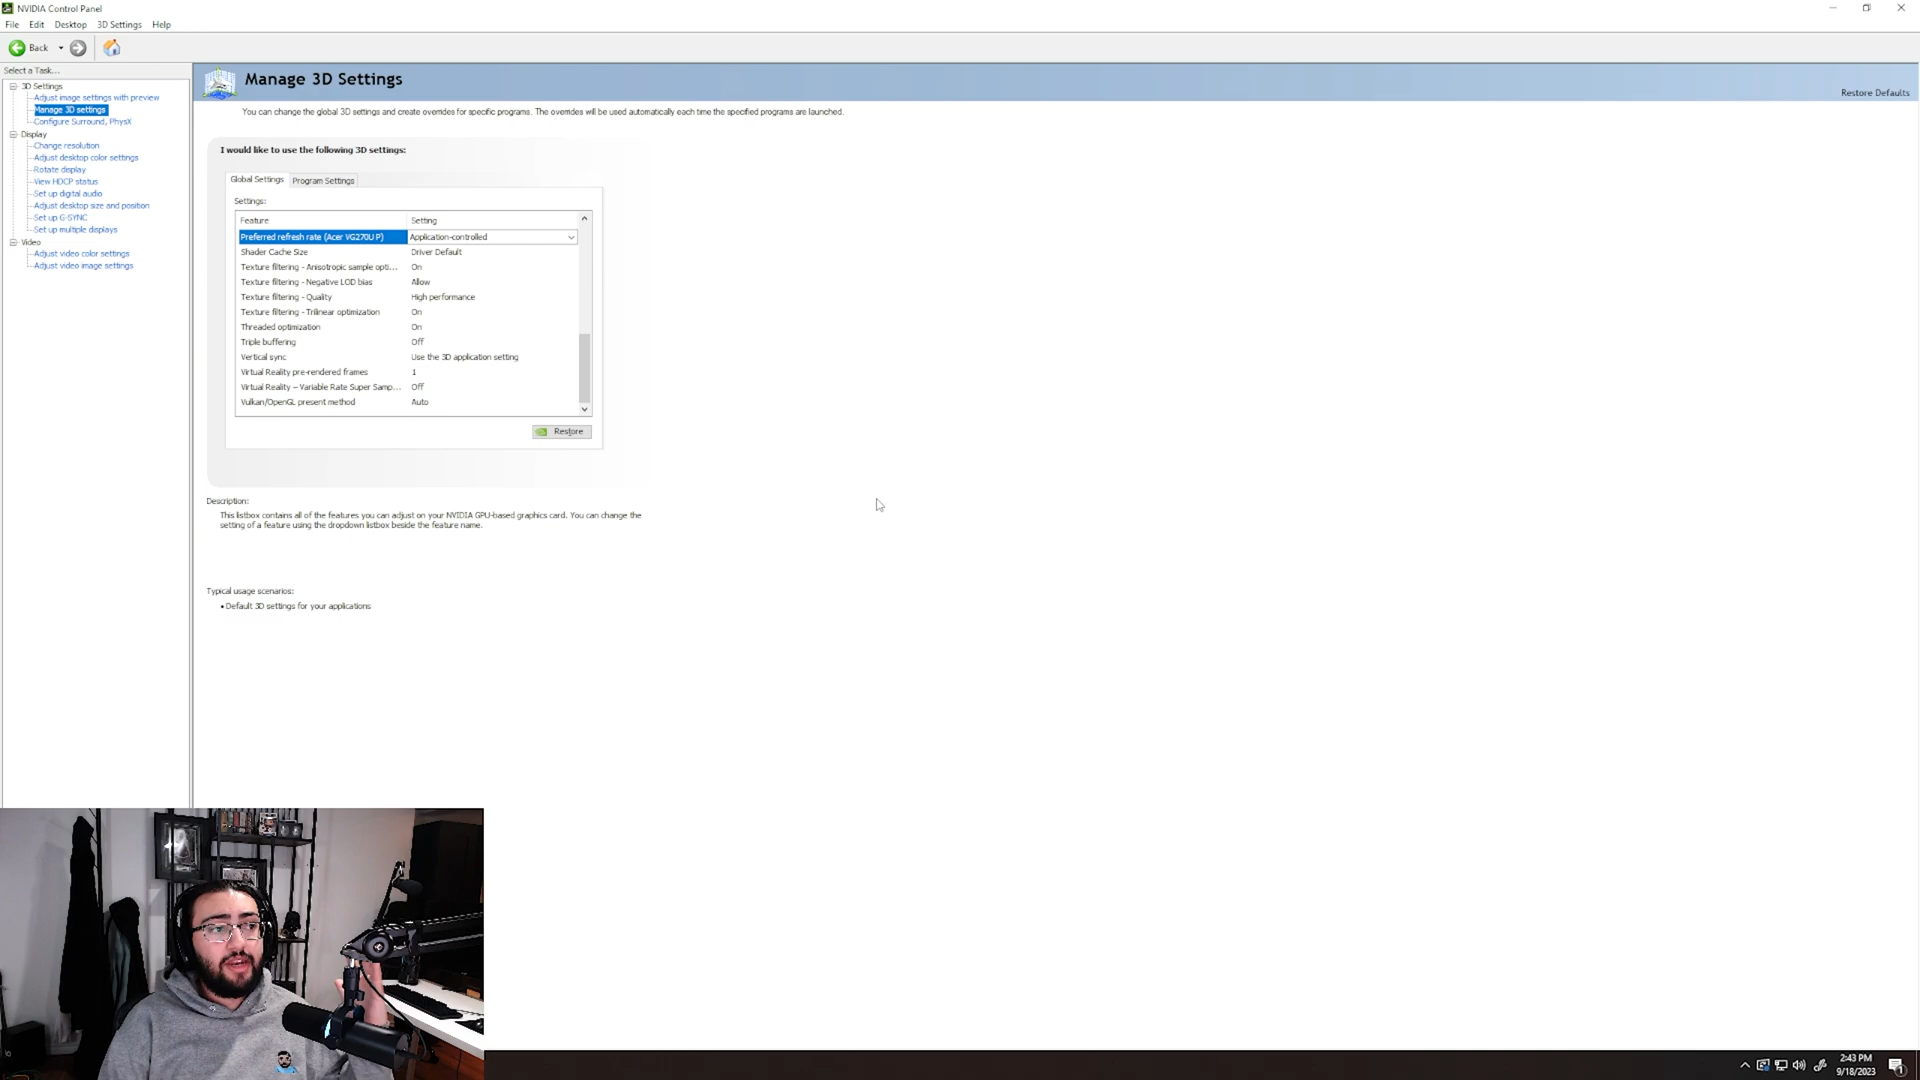 NVIDIA Control Panel
File Edit Desktop 3D Settings Help
Back
Select a Task...
3D Settings
Adjust image settings with preview
Manage 3D settings
Configure Surround, PhysX
Display
Change resolution
Adjust desktop color settings
Rotate display
View HDCP status
Set up digital audio
Adjust desktop size and position
Set up G-SYNC
Set up multiple displays
Video
Adjust video color settings
Adjust video image settings
Manage 3D Settings
Restore Defaults
You can change the global 3D settings and create overrides for specific programs. The overrides will be used automatically each time the specified programs are launched.
I would like to use the following 3D settings:
Global Settings Program Settings
Settings:
Feature Setting
Preferred refresh rate (Acer VG270U P) Application-controlled
Shader Cache Size Driver Default
Texture filtering - Anisotropic sample opti... On
Texture filtering - Negative LOD bias Allow
Texture filtering - Quality High performance
Texture filtering - Trilinear optimization On
Threaded optimization On
Triple buffering Off
Vertical sync Use the 3D application setting
Virtual Reality pre-rendered frames 1
Virtual Reality – Variable Rate Super Samp... Off
Vulkan/OpenGL present method Auto
Restore
Description:
This listbox contains all of the features you can adjust on your NVIDIA GPU-based graphics card. You can change the
setting of a feature using the dropdown listbox beside the feature name.
Typical usage scenarios:
• Default 3D settings for your applications
2:43 PM
9/18/2023
1